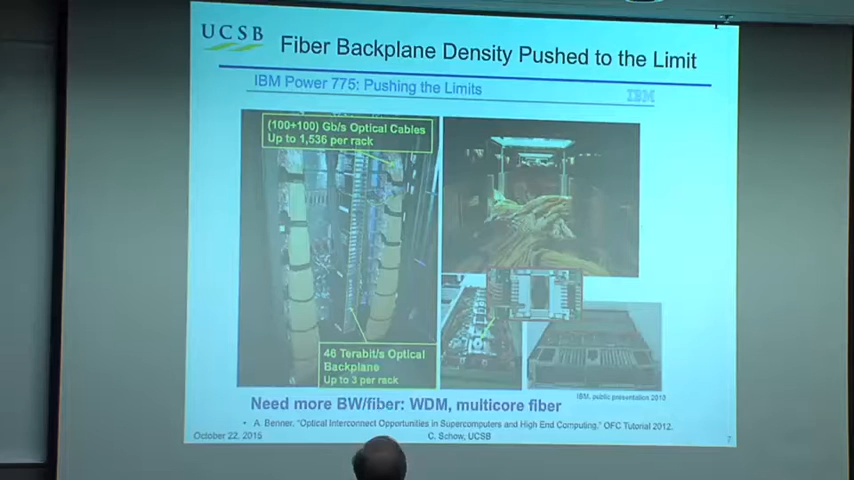 UCSB
Fiber Backplane Density Pushed to the Limit
IBM Power 775: Pushing the Limits
IBM
(100+100) Gb/s Optical Cables
Up to 1,536 per rack
46 Terabit/s Optical
Backplane
Up to 3 per rack
IBM, public presentation 2010
Need more BW/fiber: WDM, multicore fiber
• A. Benner, "Optical Interconnect Opportunities in Supercomputers and High End Computing," OFC Tutorial 2012.
October 22, 2015
C. Schow, UCSB
7